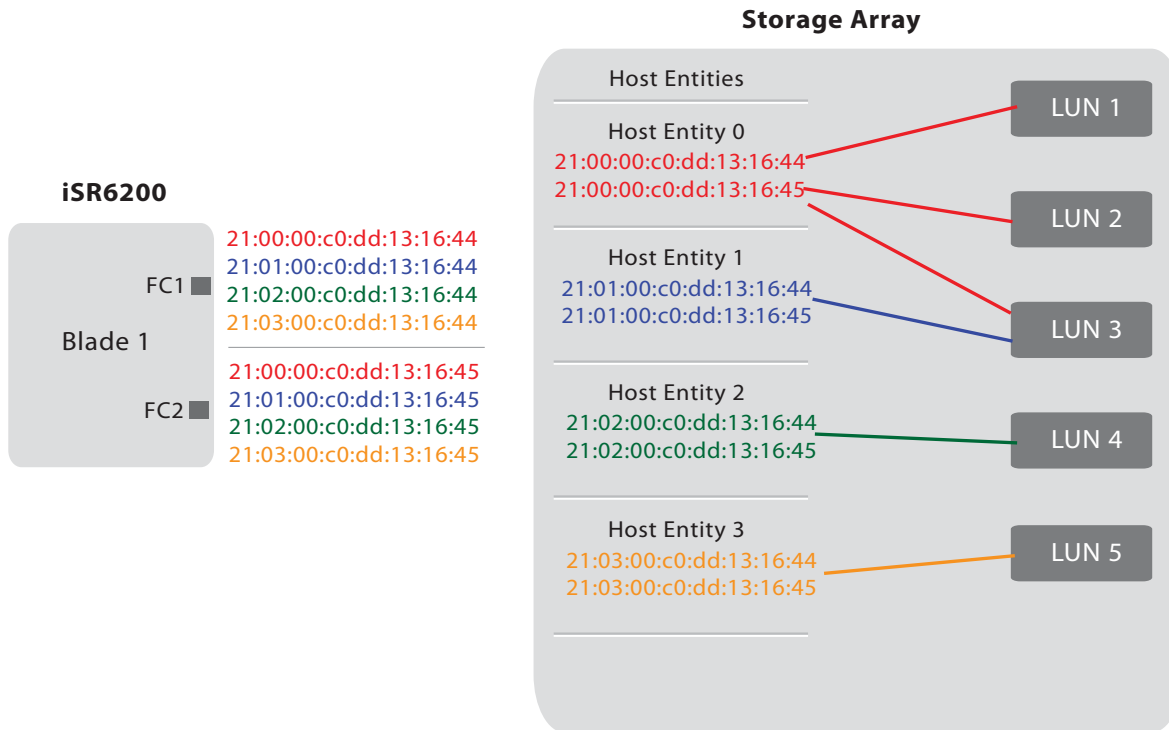 Storage Array
iSR6200
Blade 1
FC1
21:00:00:c0:dd:13:16:44
21:01:00:c0:dd:13:16:44
21:02:00:c0:dd:13:16:44
21:03:00:c0:dd:13:16:44
FC2
21:00:00:c0:dd:13:16:45
21:01:00:c0:dd:13:16:45
21:02:00:c0:dd:13:16:45
21:03:00:c0:dd:13:16:45
Host Entities
Host Entity 0
21:00:00:c0:dd:13:16:44
21:00:00:c0:dd:13:16:45
Host Entity 1
21:01:00:c0:dd:13:16:44
21:01:00:c0:dd:13:16:45
Host Entity 2
21:02:00:c0:dd:13:16:44
21:02:00:c0:dd:13:16:45
Host Entity 3
21:03:00:c0:dd:13:16:44
21:03:00:c0:dd:13:16:45
LUN 1
LUN 2
LUN 3
LUN 4
LUN 5